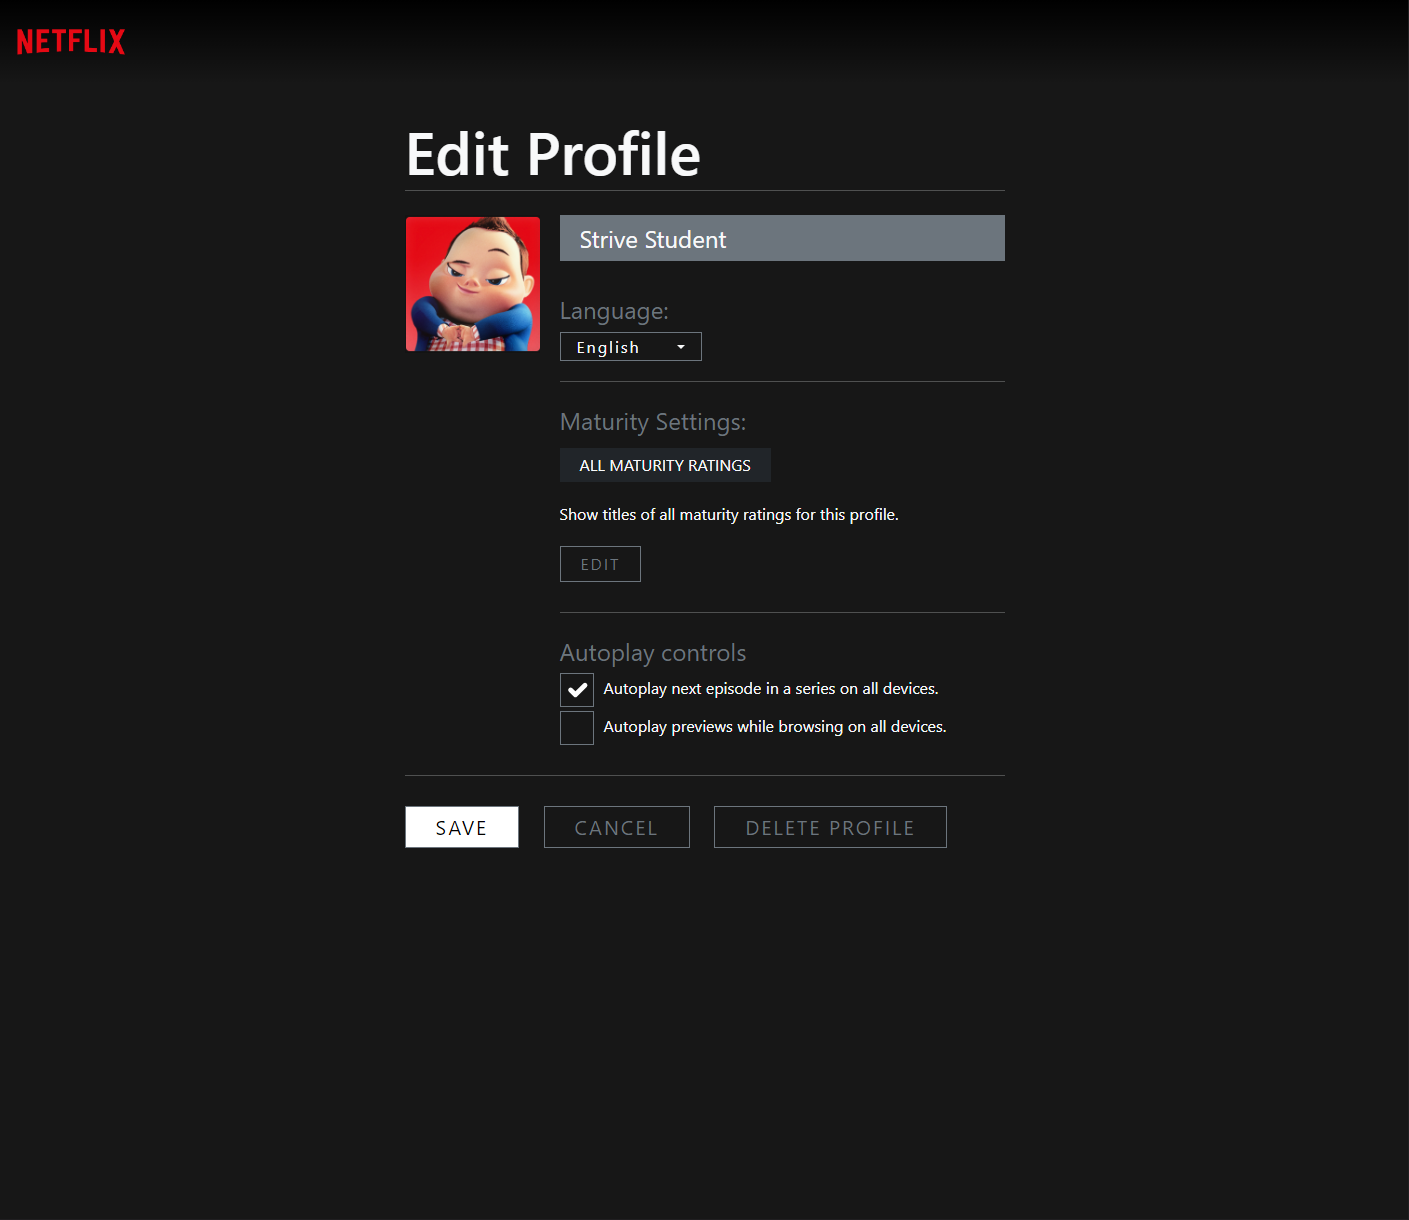 NETFLIX
Edit Profile
Strive Student
Language:
English
Maturity Settings:
ALL MATURITY RATINGS
Show titles of all maturity ratings for this profile.
EDIT
Autoplay controls
Autoplay next episode in a series on all devices.
Autoplay previews while browsing on all devices.
SAVE CANCEL DELETE PROFILE